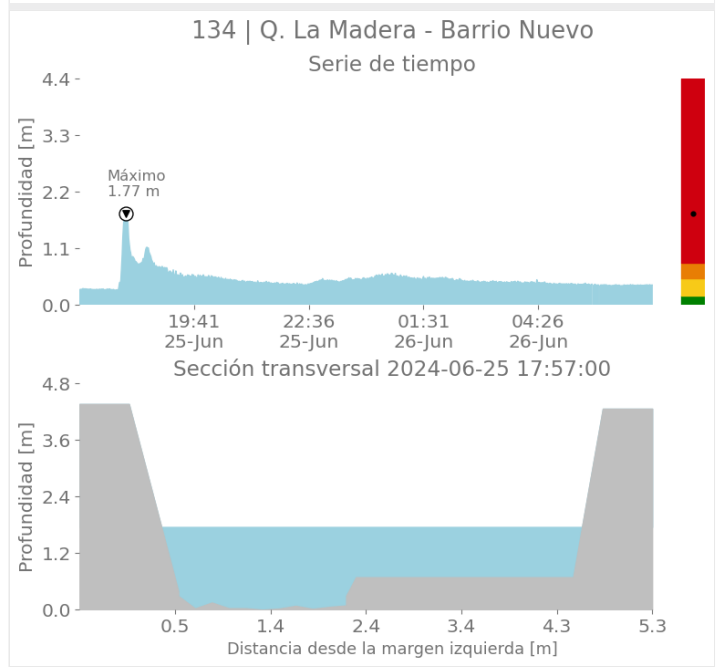 134 | Q. La Madera - Barrio Nuevo
Serie de tiempo
4.4
3.3
2.2
1.1
0.0
Profundidad [m]
Máximo
1.77 m
19:41
25-Jun
22:36
25-Jun
01:31
26-Jun
04:26
26-Jun
Sección transversal 2024-06-25 17:57:00
4.8
3.6
2.4
1.2
0.0
Profundidad [m]
0.5
1.4
2.4
3.4
4.3
5.3
Distancia desde la margen izquierda [m]